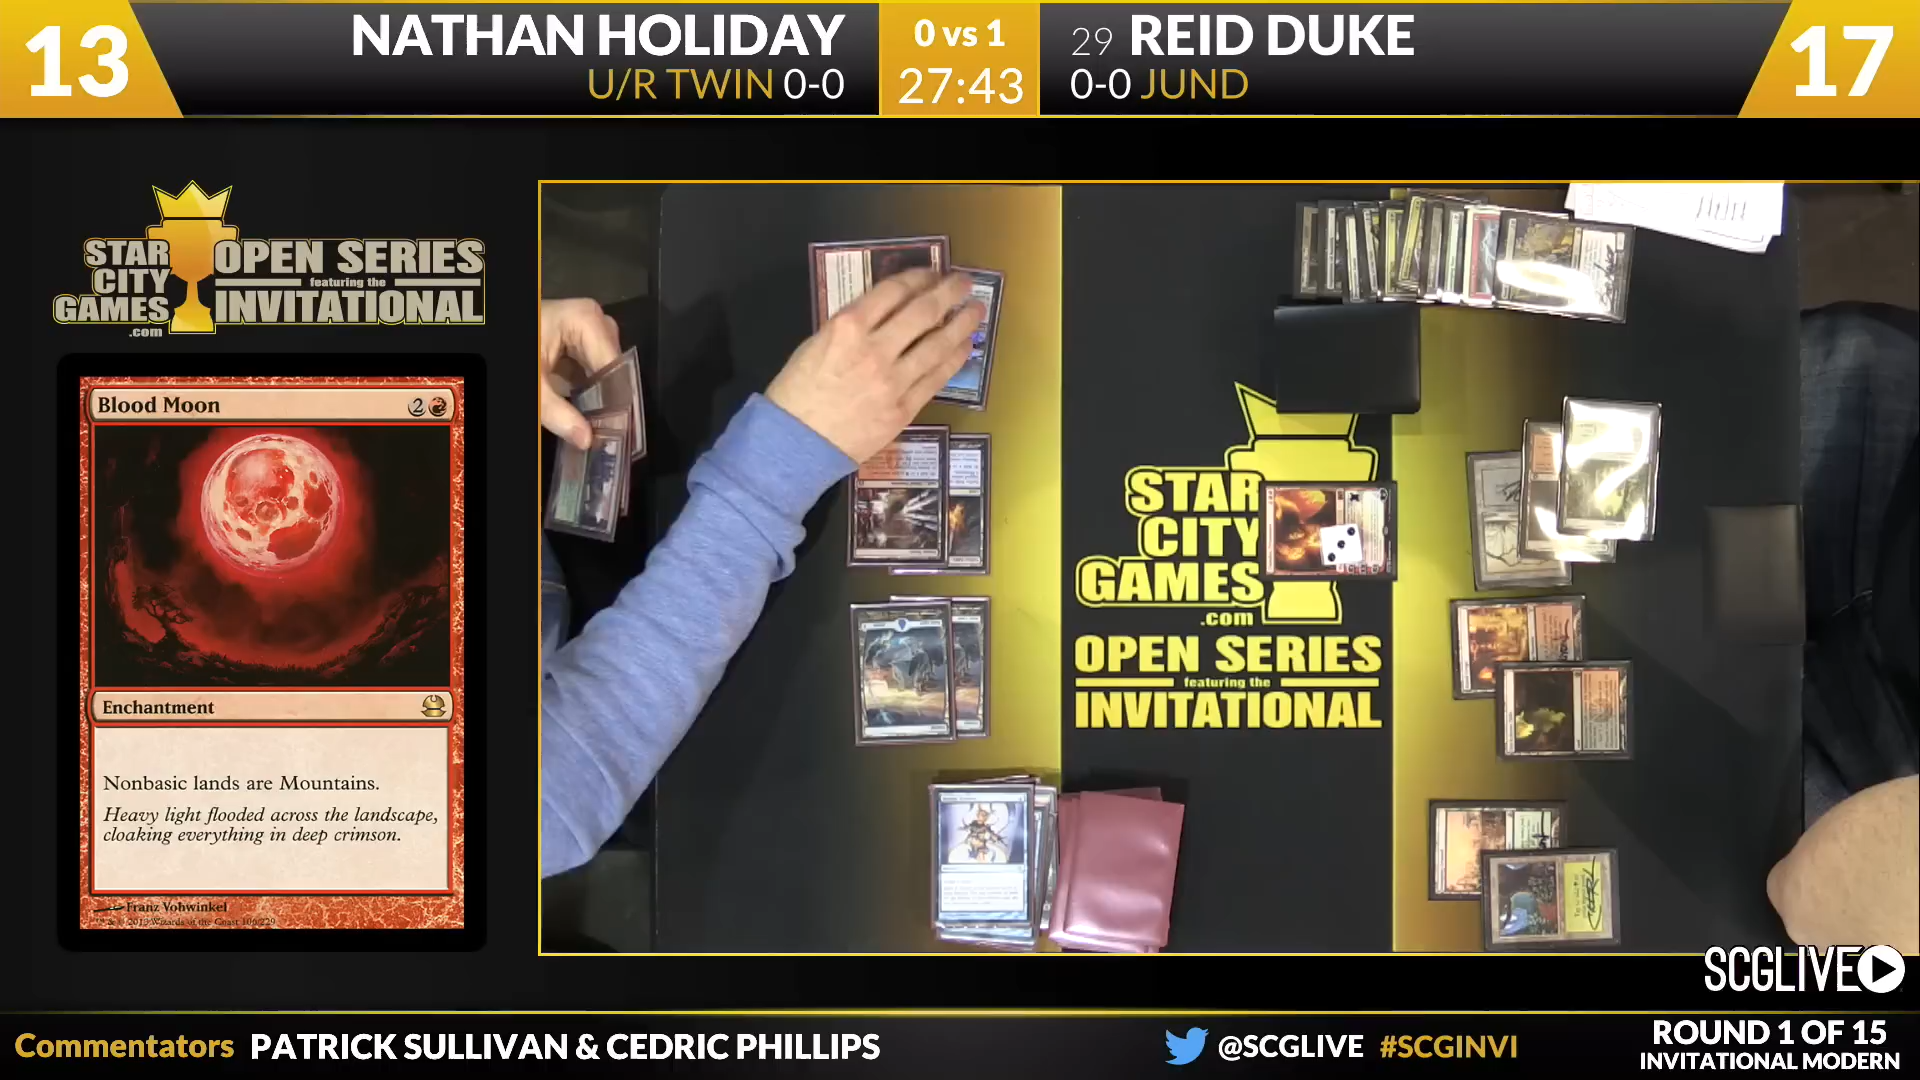 13
NATHAN HOLIDAY
U/R TWIN 0-0
0 vs 1
27:43
29 REID DUKE
0-0 JUND
17
STAR CITY GAMES .com
OPEN SERIES
featuring the
INVITATIONAL
Blood Moon 2
Enchantment
Nonbasic lands are Mountains.
Heavy light flooded across the landscape,
cloaking everything in deep crimson.
Franz Vohwinkel
STAR
CITY
GAMES
.com
OPEN SERIES
featuring the
INVITATIONAL
SCGLIVE
Commentators PATRICK SULLIVAN & CEDRIC PHILLIPS
@SCGLIVE #SCGINVI
ROUND 1 OF 15
INVITATIONAL MODERN